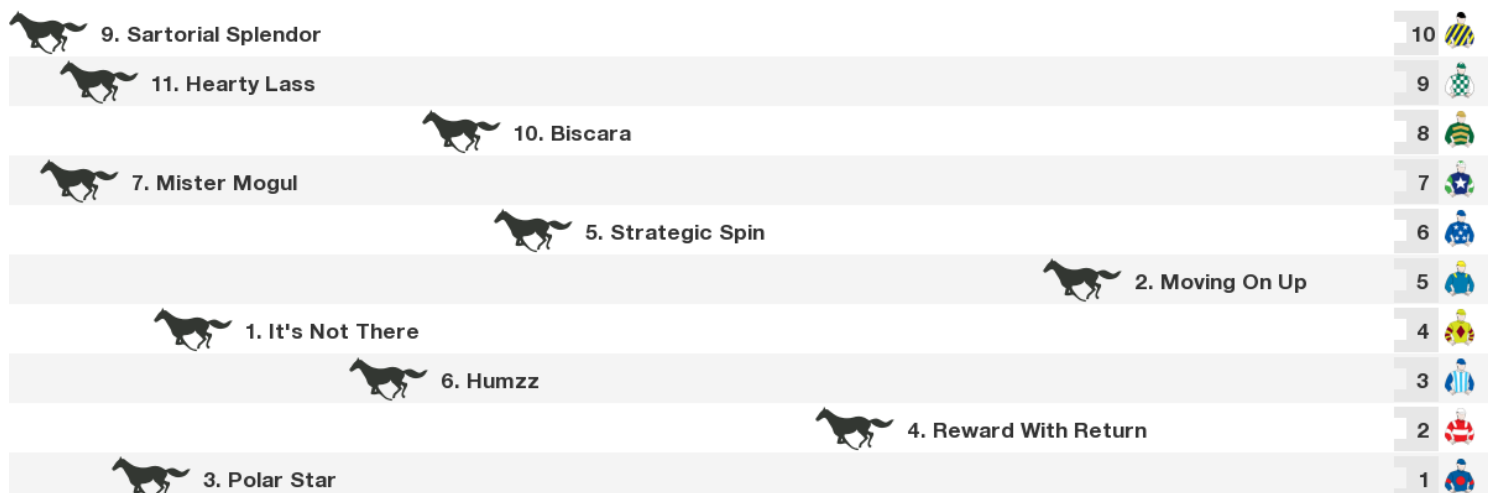 9. Sartorial Splendor 10
11. Hearty Lass 9
10. Biscara 8
7. Mister Mogul 7
5. Strategic Spin 6
2. Moving On Up 5
1. It's Not There 4
6. Humzz 3
4. Reward With Return 2
3. Polar Star 1